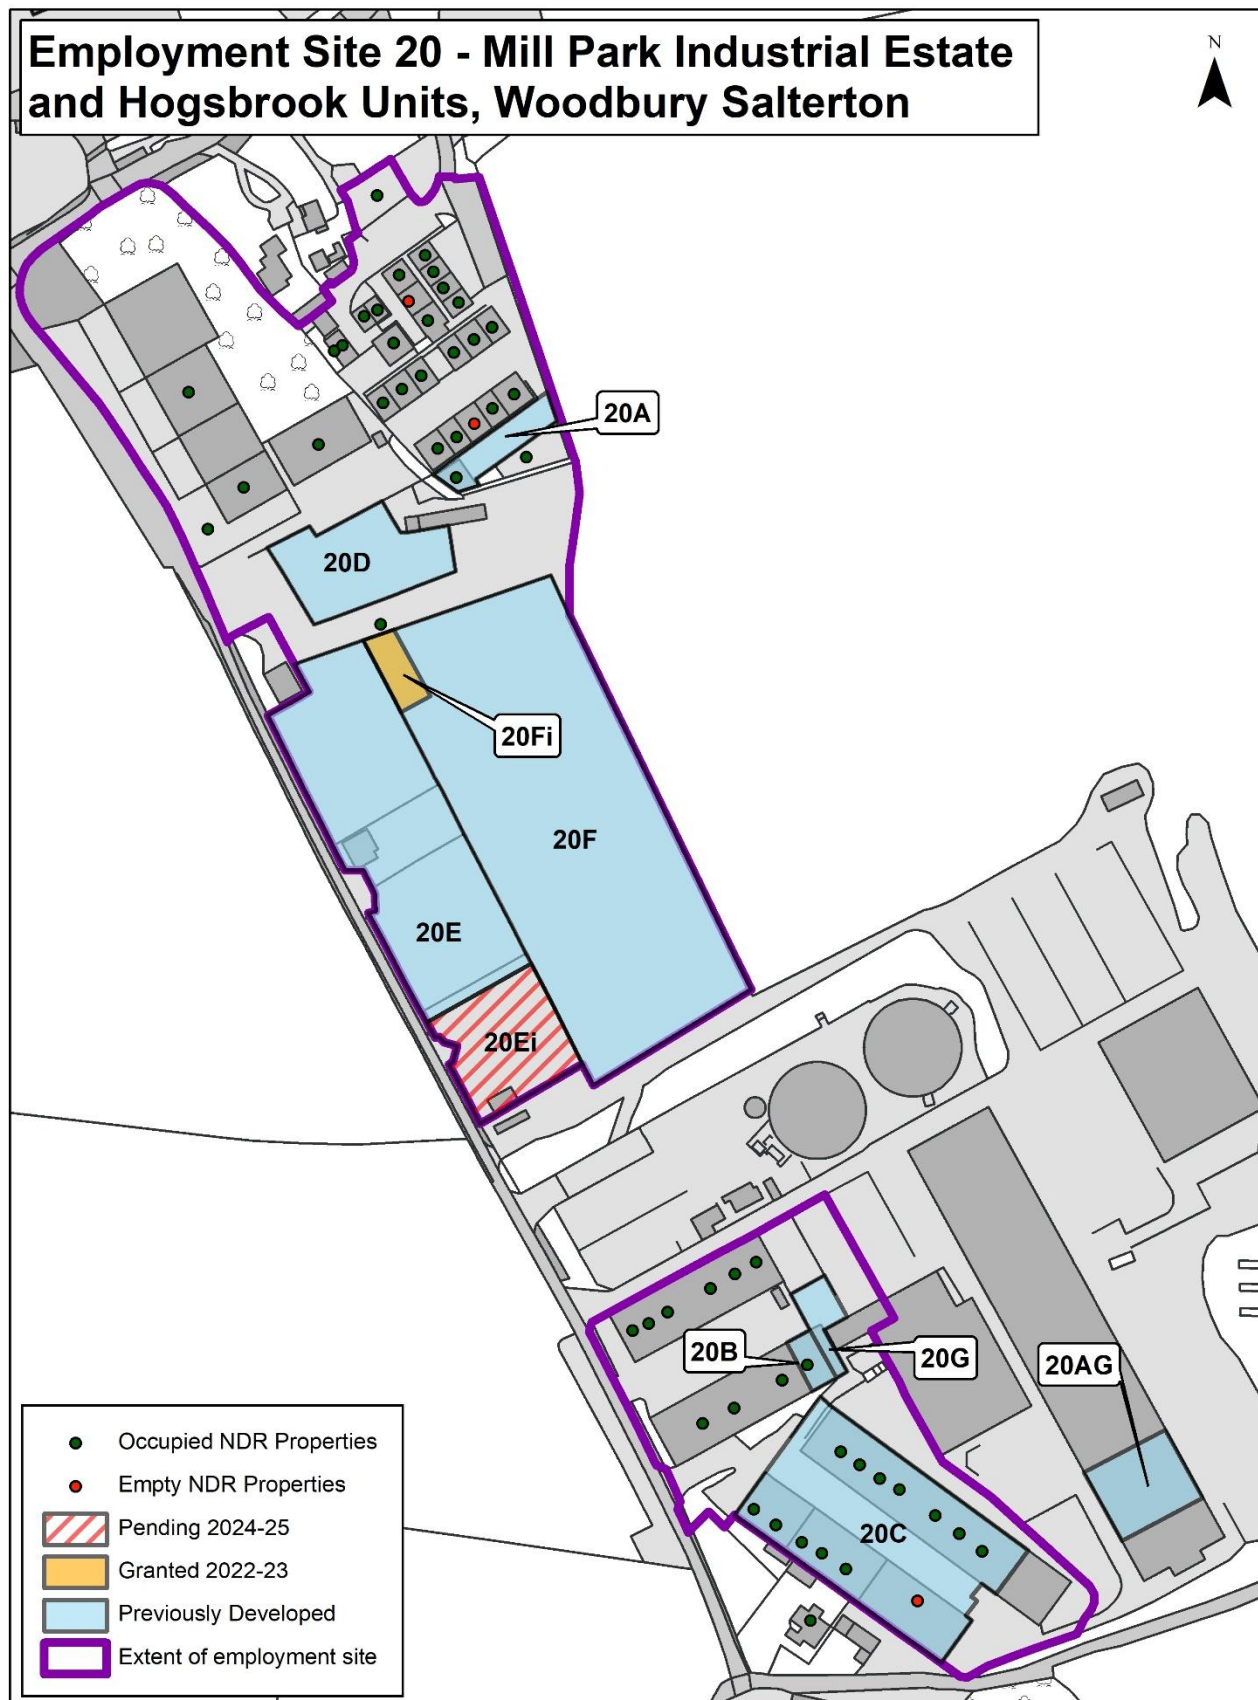 Employment Site 20 - Mill Park Industrial Estate
and Hogsbrook Units, Woodbury Salterton
N
20A
20D
20Fi
20F
20E
20Ei
20B
20G
20AG
20C
Occupied NDR Properties
Empty NDR Properties
Pending 2024-25
Granted 2022-23
Previously Developed
Extent of employment site